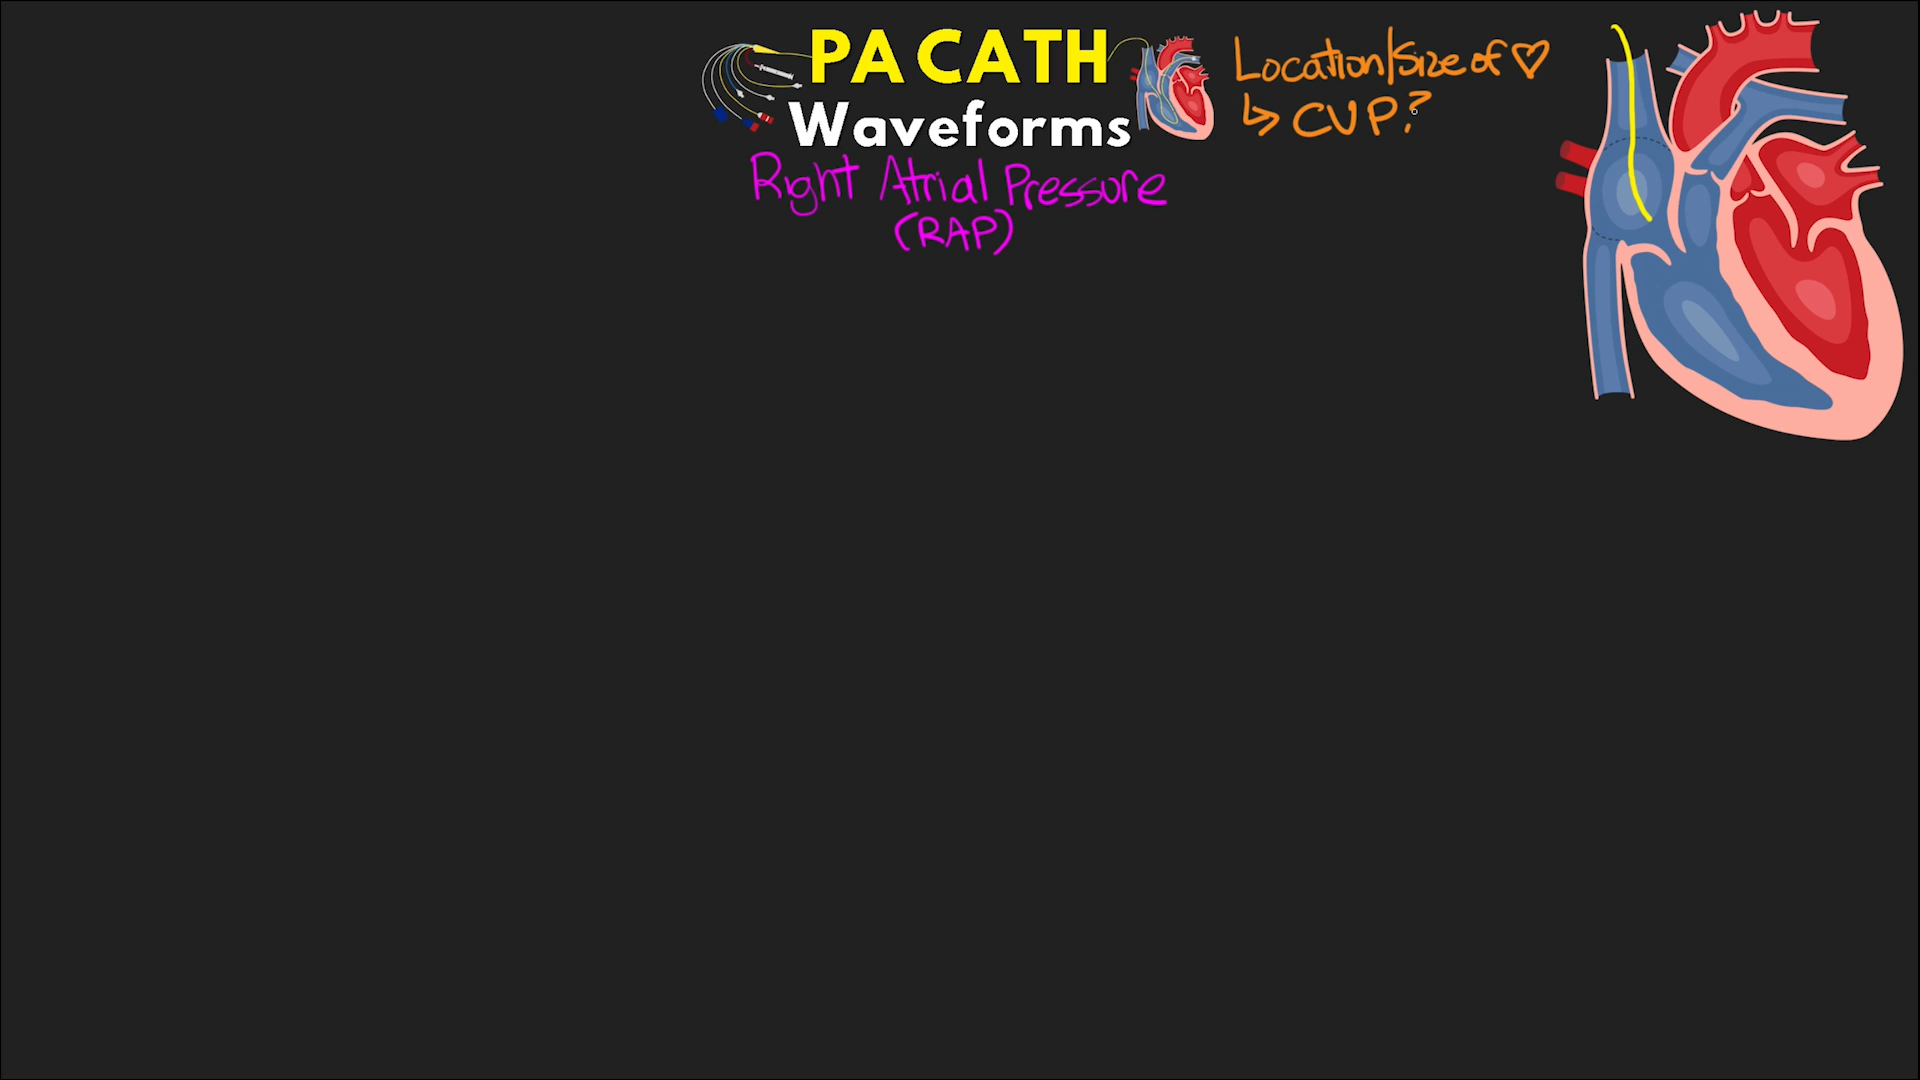 PA CATH
Waveforms
Right Atrial Pressure
(RAP)
Location/Size of ♡
↳ CVP?